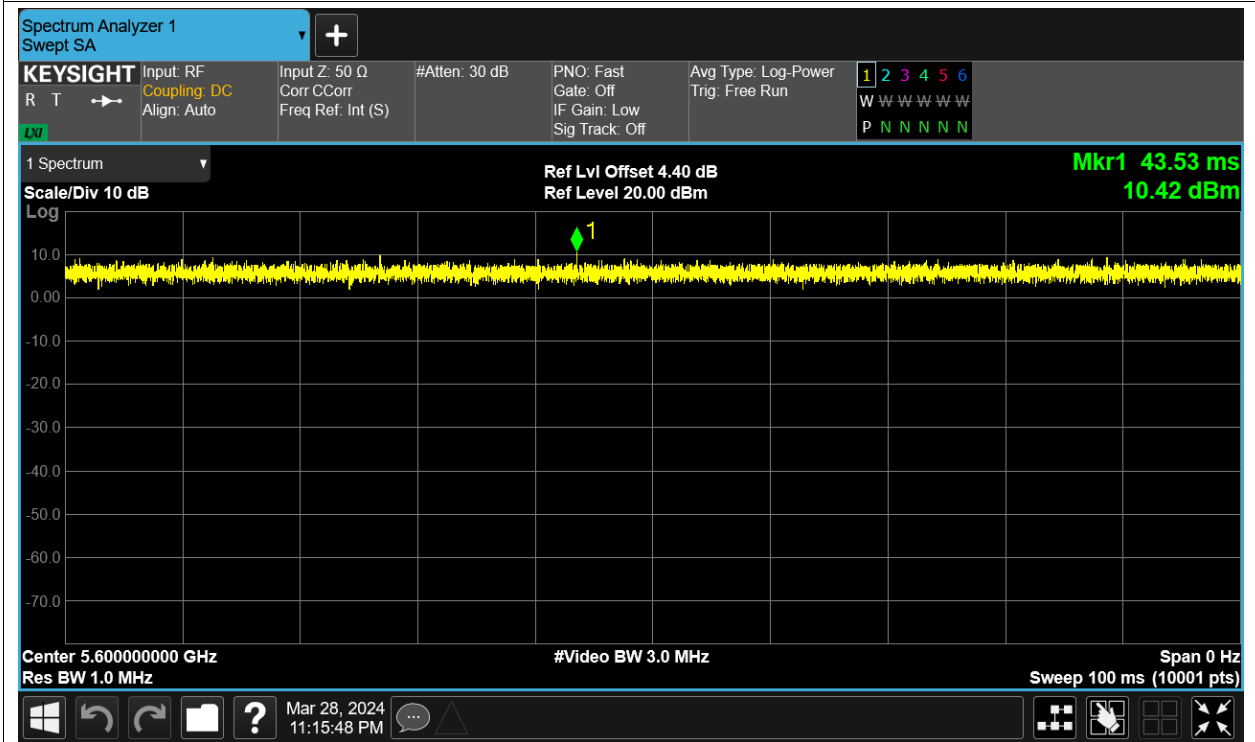 Spectrum Analyzer 1
Swept SA
KEYSIGHT
R T
LXI
Input: RF
Coupling: DC
Align: Auto
Input Z: 50 Ω
Corr CCorr
Freq Ref: Int (S)
#Atten: 30 dB
PNO: Fast
Gate: Off
IF Gain: Low
Sig Track: Off
Avg Type: Log-Power
Trig: Free Run
1 2 3 4 5 6
W W W W W W
P N N N N N
1 Spectrum
Scale/Div 10 dB
Log
Ref Lvl Offset 4.40 dB
Ref Level 20.00 dBm
Mkr1 43.53 ms
10.42 dBm
1
10.0
0.00
-10.0
-20.0
-30.0
-40.0
-50.0
-60.0
-70.0
Center 5.600000000 GHz
Res BW 1.0 MHz
#Video BW 3.0 MHz
Span 0 Hz
Sweep 100 ms (10001 pts)
?
Mar 28, 2024
11:15:48 PM